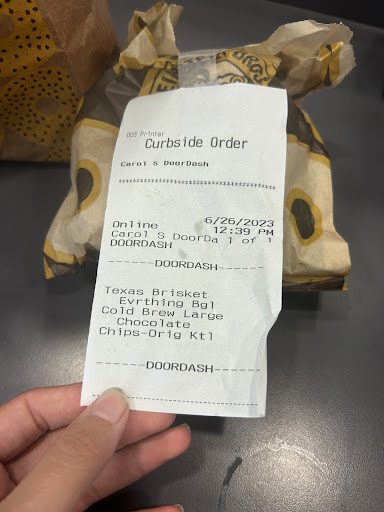 OOS Printer
Curbside Order
Carol S DoorDash
****************************************
6/26/2023
Online 12:39 PM
Carol S DoorDa 1 of 1
DOORDASH
------DOORDASH------
Texas Brisket
Evrthing Bgl
Cold Brew Large
Chocolate
Chips-Orig Ktl
------DOORDASH------